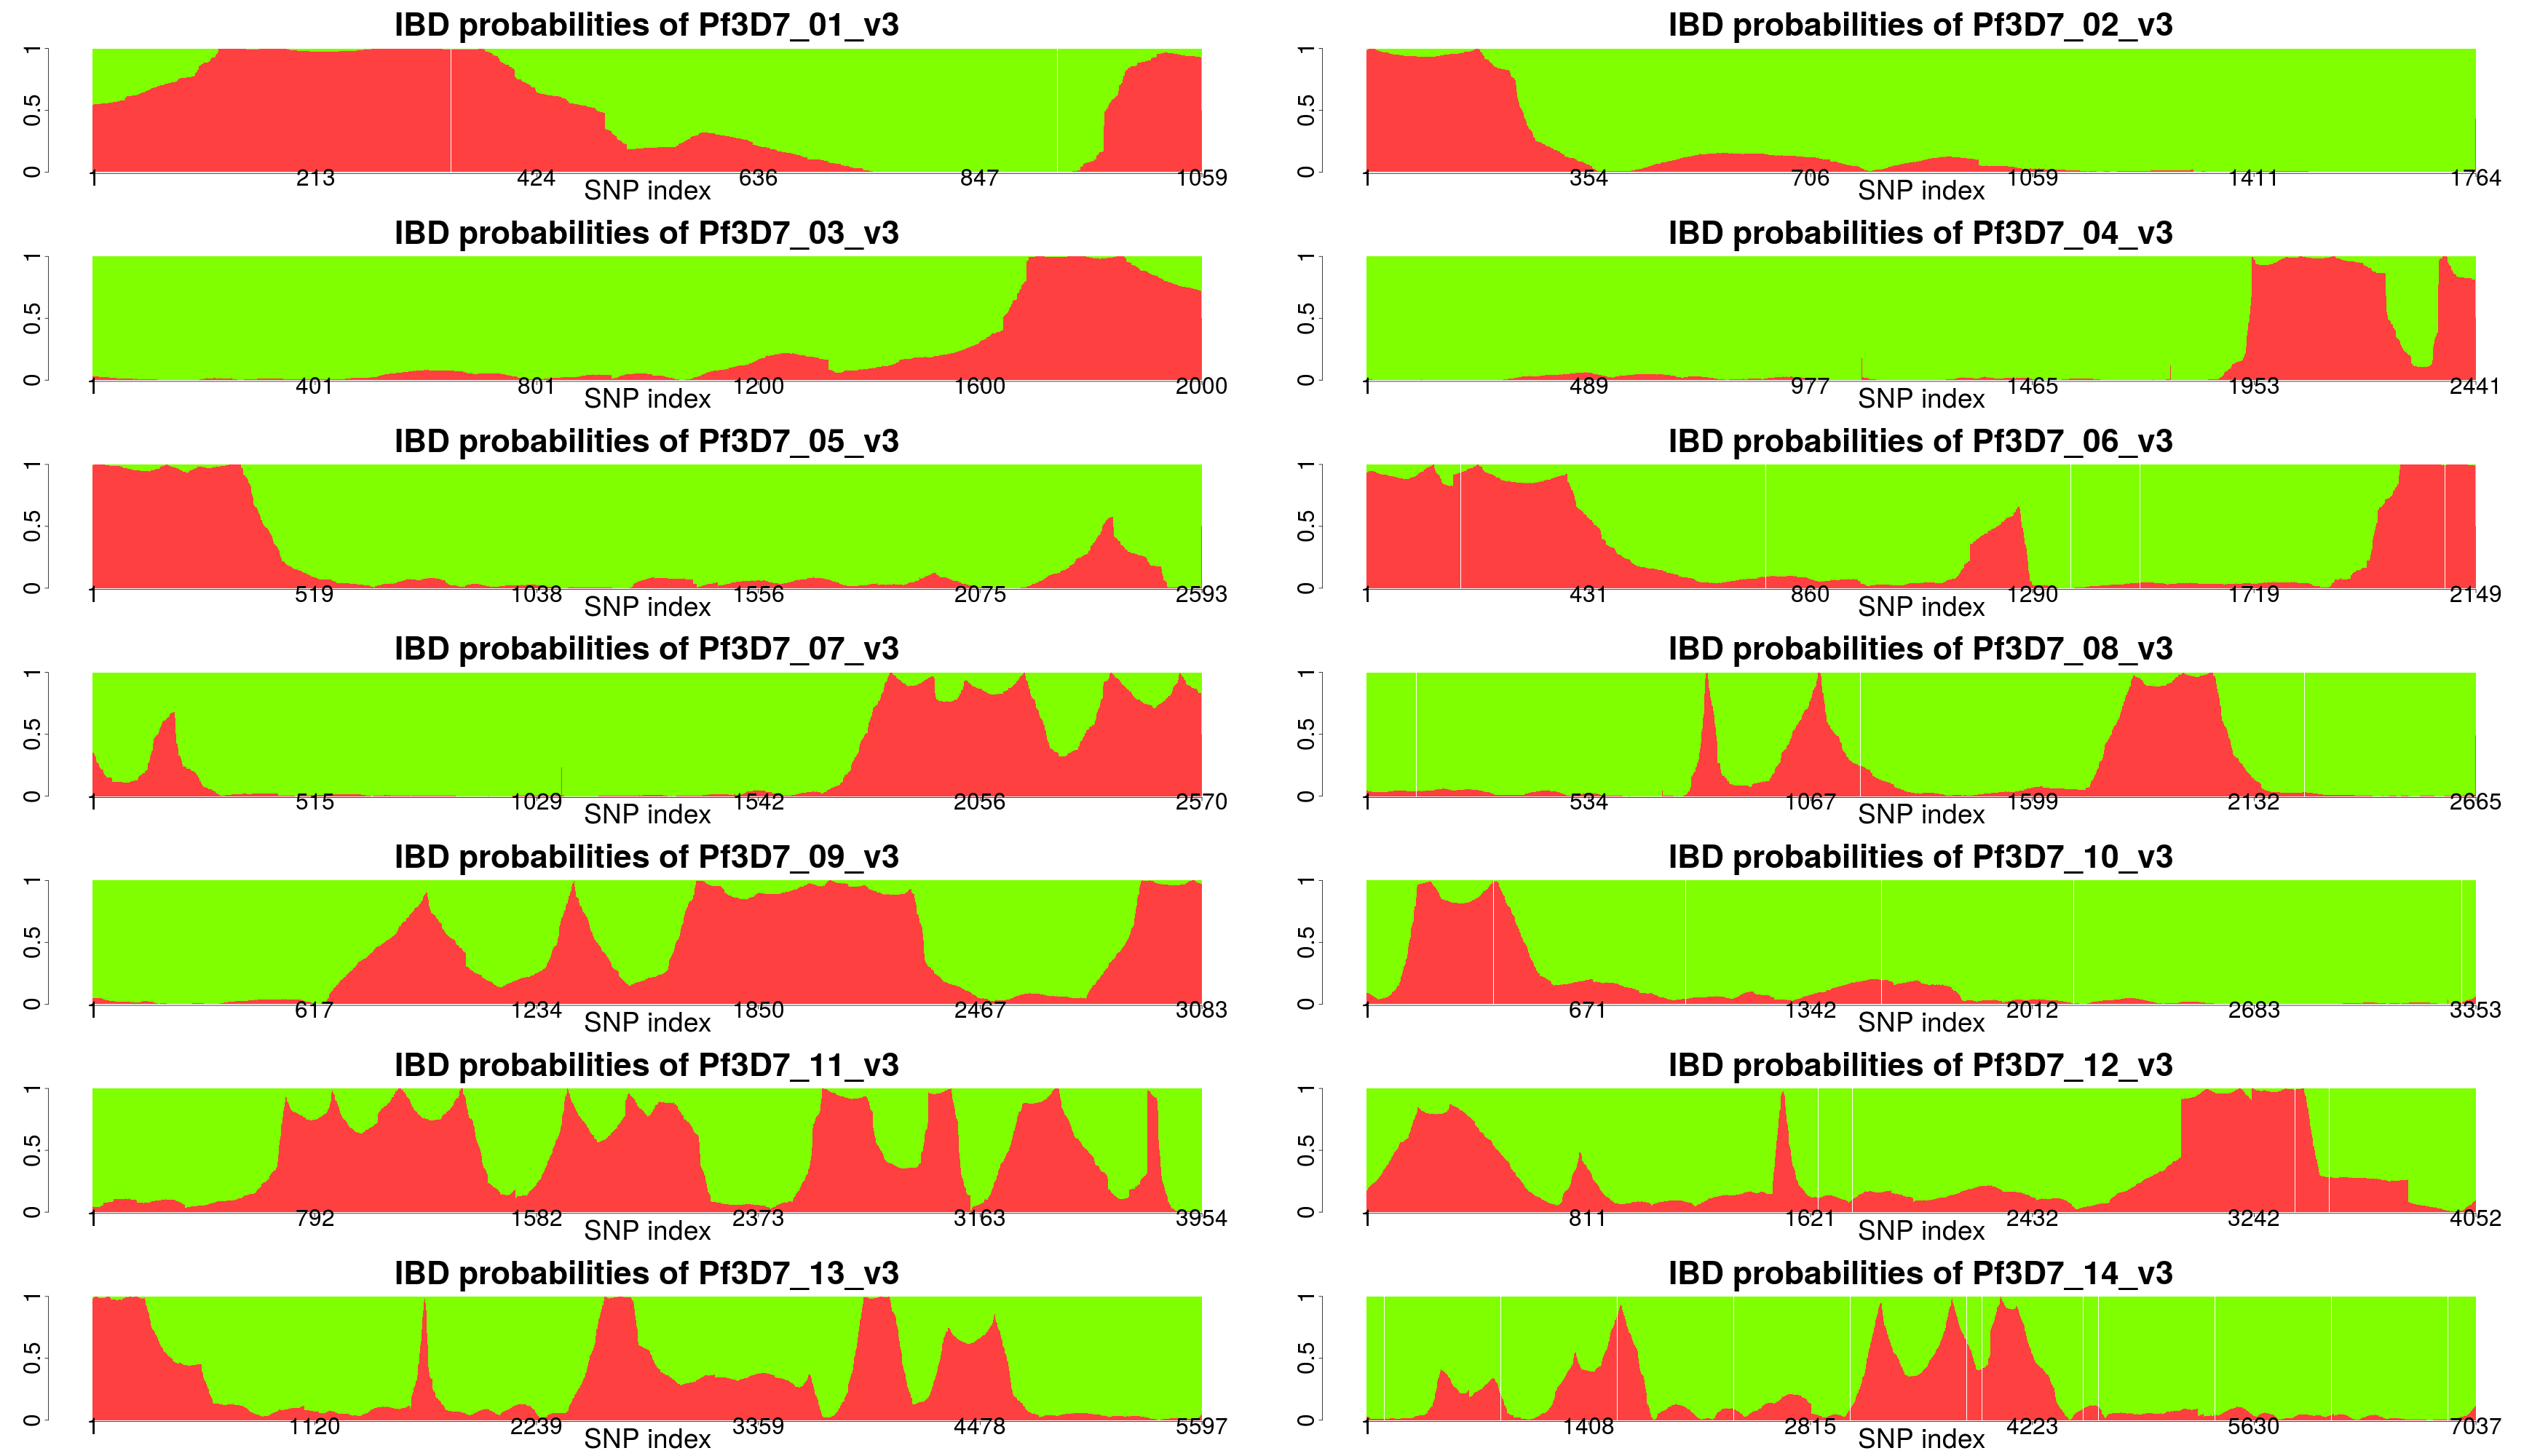 IBD probabilities of Pf3D7_01_v3
1
0.5
0
1 213 424 636 847 1059
SNP index
IBD probabilities of Pf3D7_02_v3
1
0.5
0
1 354 706 1059 1411 1764
SNP index
IBD probabilities of Pf3D7_03_v3
1
0.5
0
1 401 801 1200 1600 2000
SNP index
IBD probabilities of Pf3D7_04_v3
1
0.5
0
1 489 977 1465 1953 2441
SNP index
IBD probabilities of Pf3D7_05_v3
1
0.5
0
1 519 1038 1556 2075 2593
SNP index
IBD probabilities of Pf3D7_06_v3
1
0.5
0
1 431 860 1290 1719 2149
SNP index
IBD probabilities of Pf3D7_07_v3
1
0.5
0
1 515 1029 1542 2056 2570
SNP index
IBD probabilities of Pf3D7_08_v3
1
0.5
0
1 534 1067 1599 2132 2665
SNP index
IBD probabilities of Pf3D7_09_v3
1
0.5
0
1 617 1234 1850 2467 3083
SNP index
IBD probabilities of Pf3D7_10_v3
1
0.5
0
1 671 1342 2012 2683 3353
SNP index
IBD probabilities of Pf3D7_11_v3
1
0.5
0
1 792 1582 2373 3163 3954
SNP index
IBD probabilities of Pf3D7_12_v3
1
0.5
0
1 811 1621 2432 3242 4052
SNP index
IBD probabilities of Pf3D7_13_v3
1
0.5
0
1 1120 2239 3359 4478 5597
SNP index
IBD probabilities of Pf3D7_14_v3
1
0.5
0
1 1408 2815 4223 5630 7037
SNP index